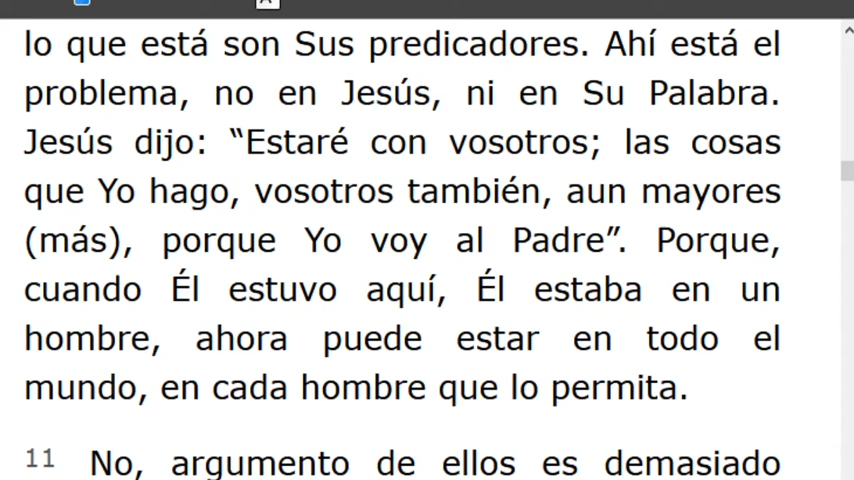 lo que está son Sus predicadores. Ahí está el
problema, no en Jesús, ni en Su Palabra.
Jesús dijo: “Estaré con vosotros; las cosas
que Yo hago, vosotros también, aun mayores
(más), porque Yo voy al Padre”. Porque,
cuando Él estuvo aquí, Él estaba en un
hombre, ahora puede estar en todo el
mundo, en cada hombre que lo permita.
11 No, argumento de ellos es demasiado